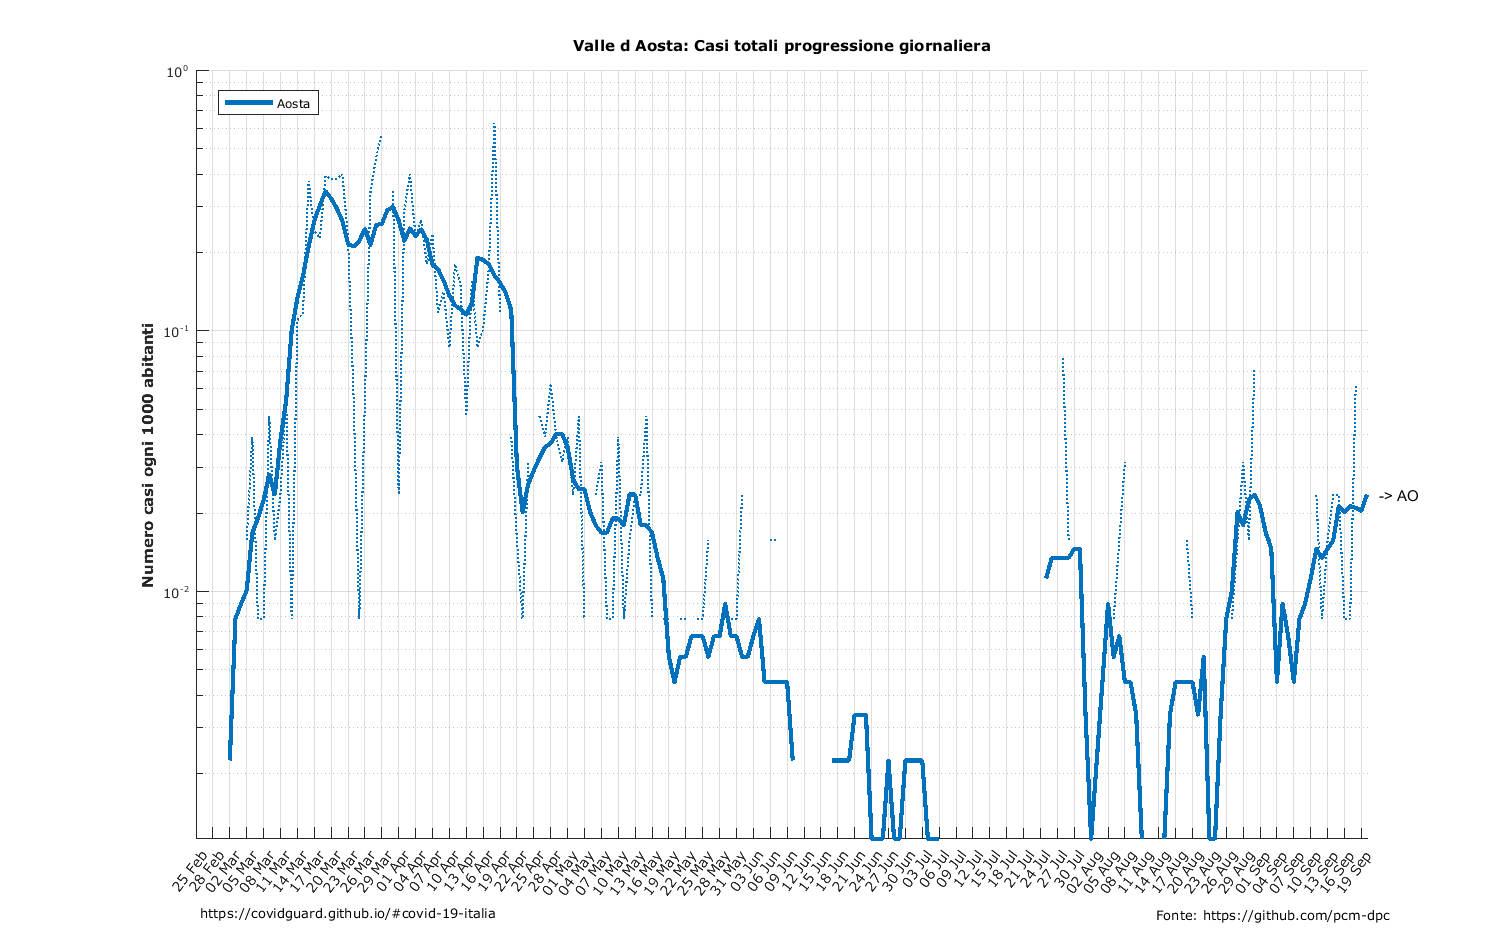 Valle d Aosta: Casi totali progressione giornaliera
10⁰
Aosta
10⁻¹
10⁻²
Numero casi ogni 1000 abitanti
-> AO
25 Feb
28 Feb
02 Mar
05 Mar
08 Mar
11 Mar
14 Mar
17 Mar
20 Mar
23 Mar
26 Mar
29 Mar
01 Apr
04 Apr
07 Apr
10 Apr
13 Apr
16 Apr
19 Apr
22 Apr
25 Apr
28 Apr
01 May
04 May
07 May
10 May
13 May
16 May
19 May
22 May
25 May
28 May
31 May
03 Jun
06 Jun
09 Jun
12 Jun
15 Jun
18 Jun
21 Jun
24 Jun
27 Jun
30 Jun
03 Jul
06 Jul
09 Jul
12 Jul
15 Jul
18 Jul
21 Jul
24 Jul
27 Jul
30 Jul
02 Aug
05 Aug
08 Aug
11 Aug
14 Aug
17 Aug
20 Aug
23 Aug
26 Aug
29 Aug
01 Sep
04 Sep
07 Sep
10 Sep
13 Sep
16 Sep
19 Sep
https://covidguard.github.io/#covid-19-italia
Fonte: https://github.com/pcm-dpc